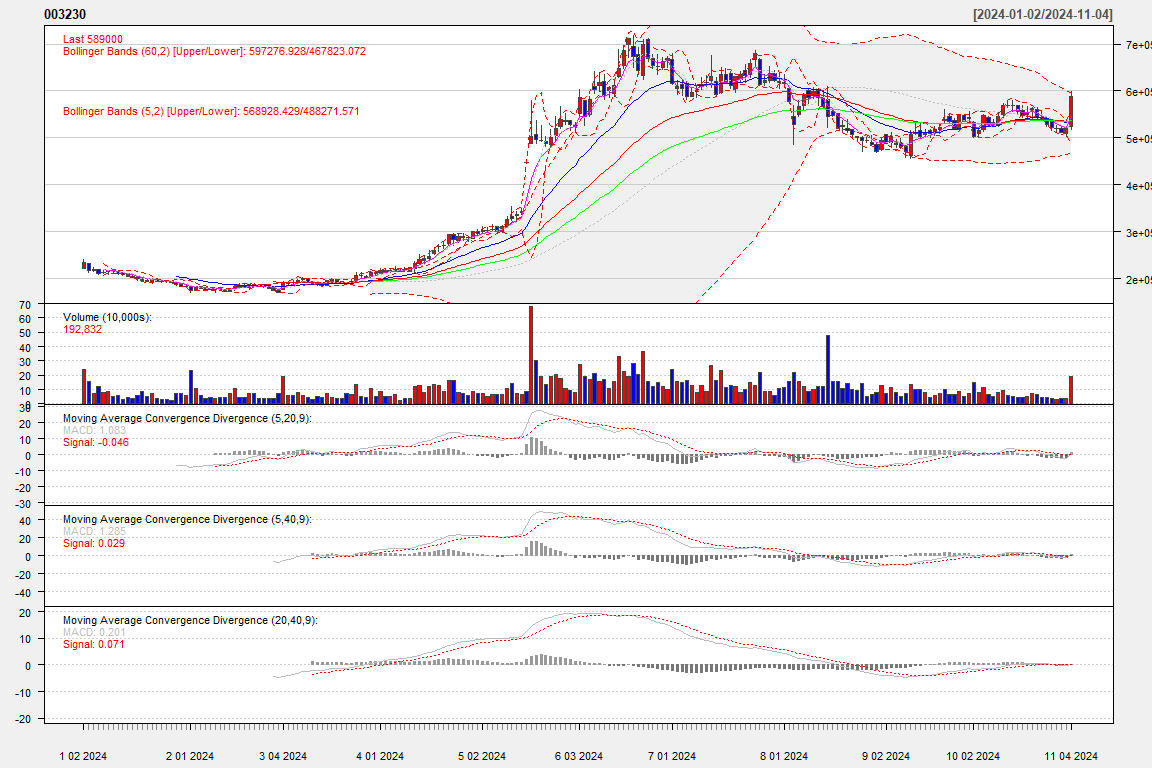 003230 [2024-01-02/2024-11-04]
Last 589000
Bollinger Bands (60,2) [Upper/Lower]: 597276.928/467823.072
Bollinger Bands (5,2) [Upper/Lower]: 568928.429/488271.571
7e+05
6e+05
5e+05
4e+05
3e+05
2e+05
Volume (10,000s):
192,832
70
60
50
40
30
20
10
0
Moving Average Convergence Divergence (5,20,9):
MACD: 1.083
Signal: -0.046
30
20
10
0
-10
-20
-30
Moving Average Convergence Divergence (5,40,9):
MACD: 1.285
Signal: 0.029
40
20
0
-20
-40
Moving Average Convergence Divergence (20,40,9):
MACD: 0.201
Signal: 0.071
20
10
0
-10
-20
1 02 2024 2 01 2024 3 04 2024 4 01 2024 5 02 2024 6 03 2024 7 01 2024 8 01 2024 9 02 2024 10 02 2024 11 04 2024